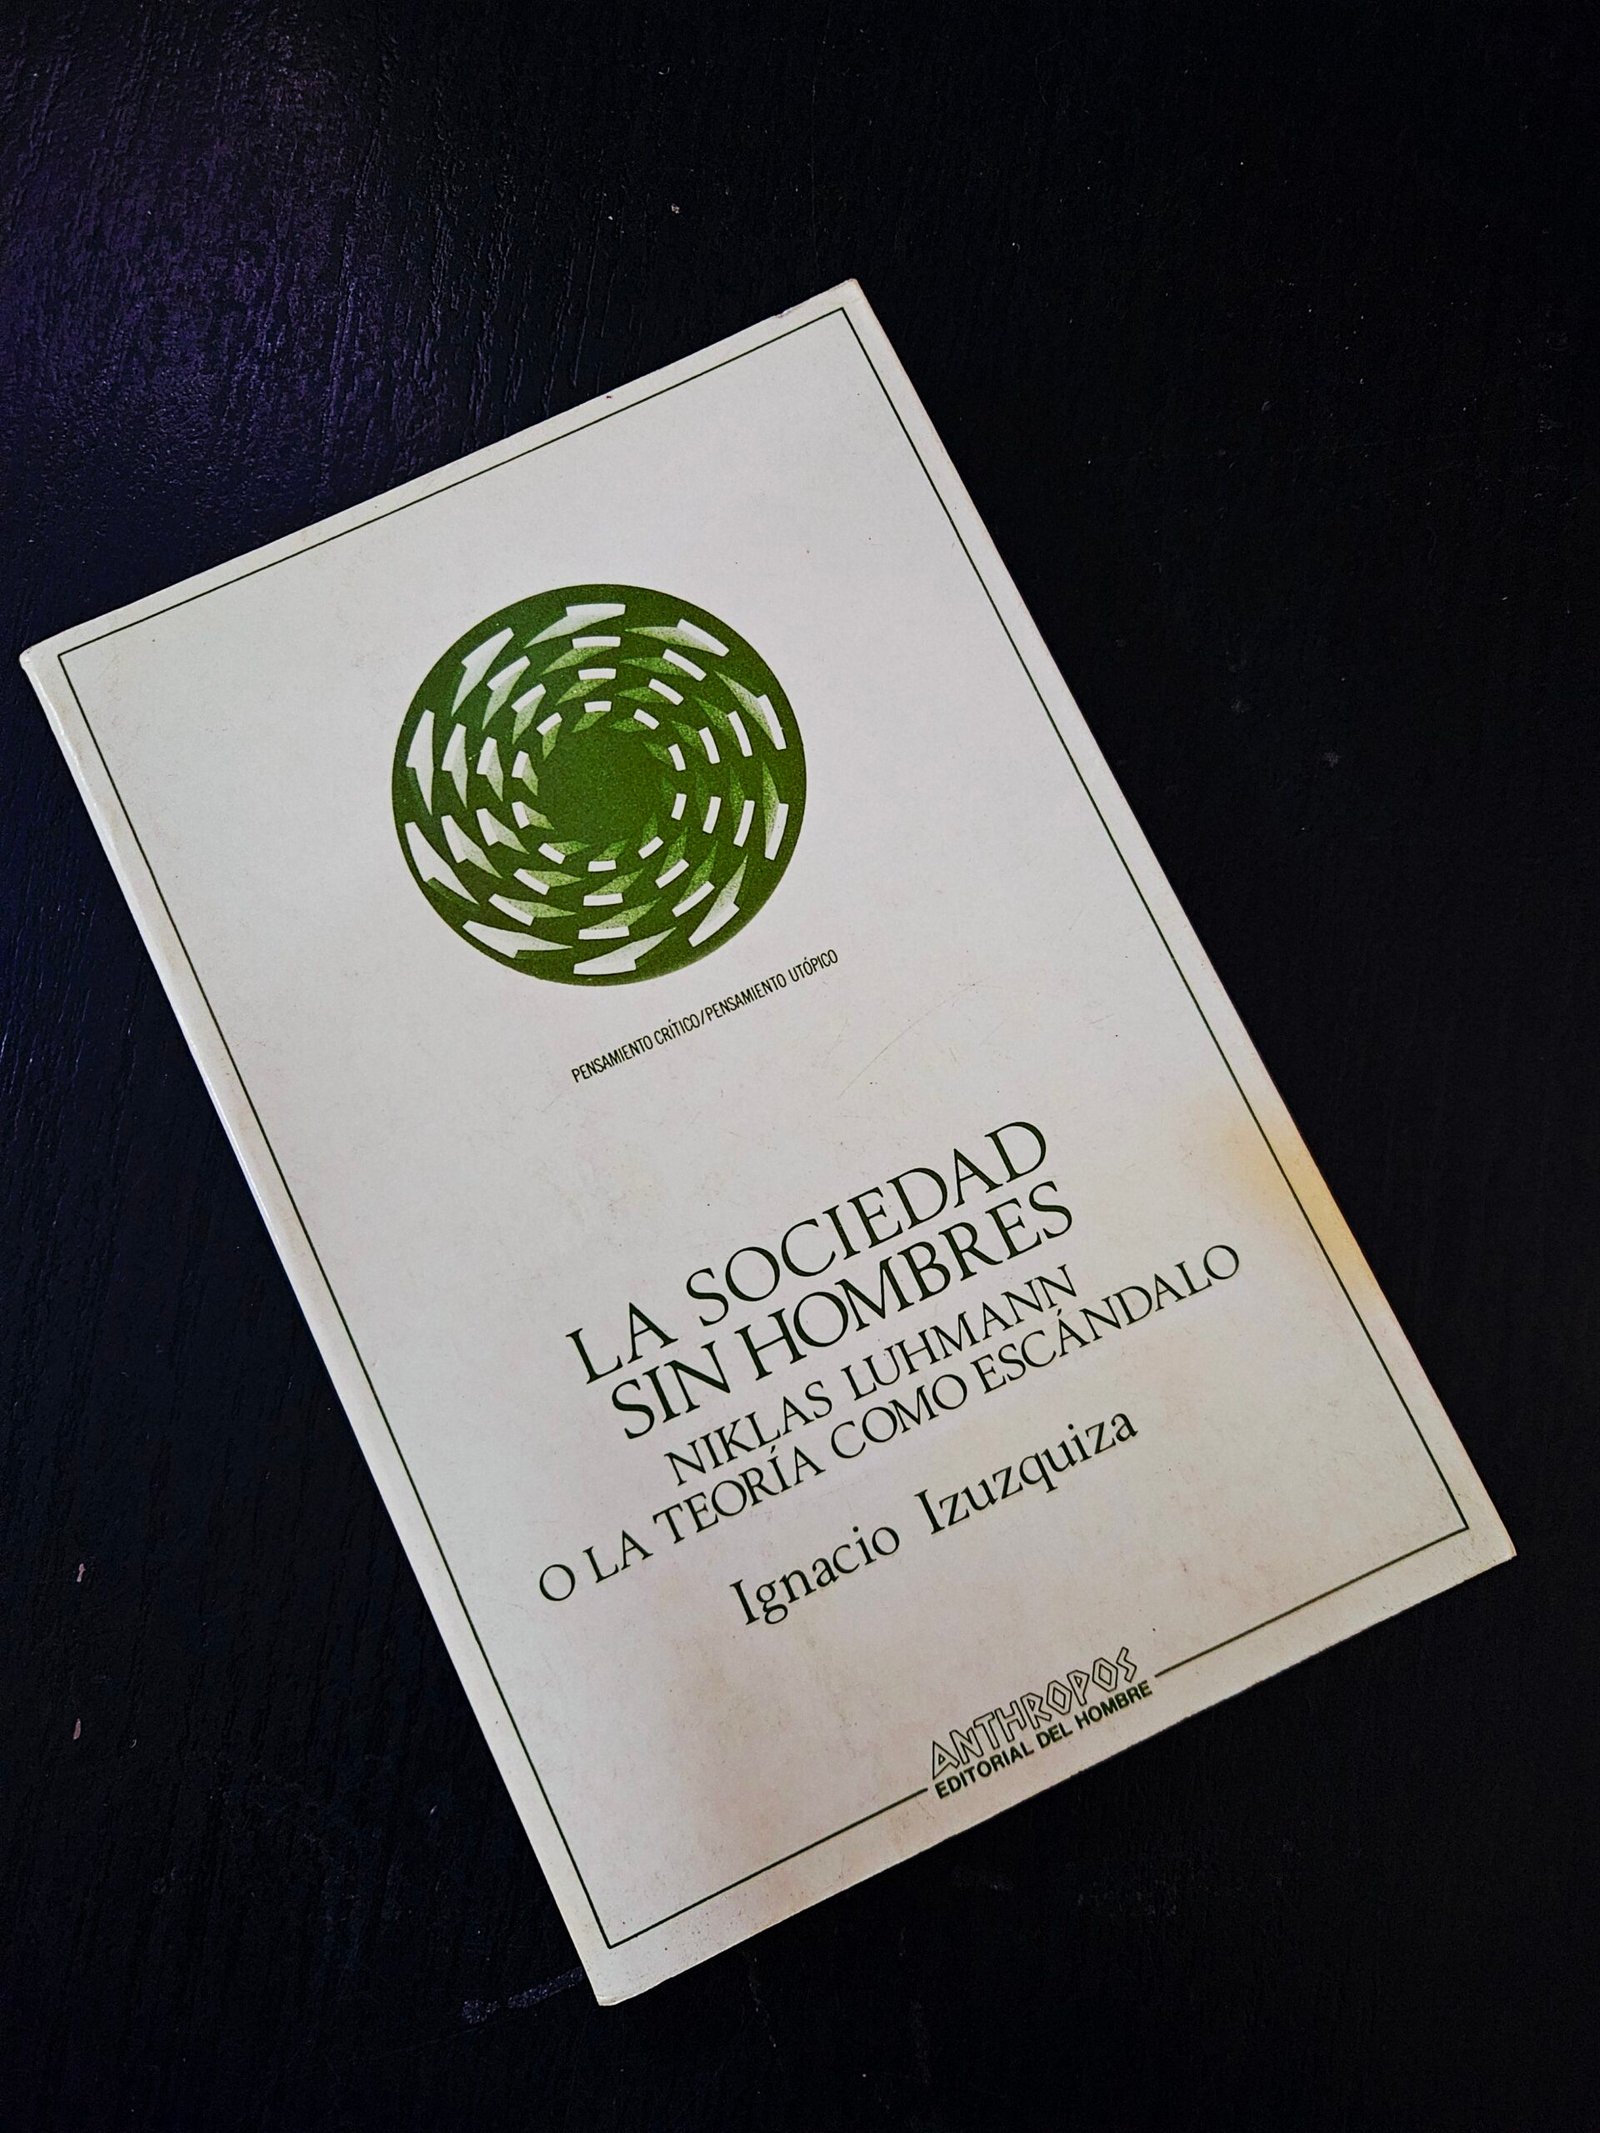 PENSAMIENTO CRÍTICO/PENSAMIENTO UTÓPICO
LA SOCIEDAD
SIN HOMBRES
NIKLAS LUHMANN
O LA TEORÍA COMO ESCÁNDALO
Ignacio Izuzquiza
ANTHROPOS
EDITORIAL DEL HOMBRE